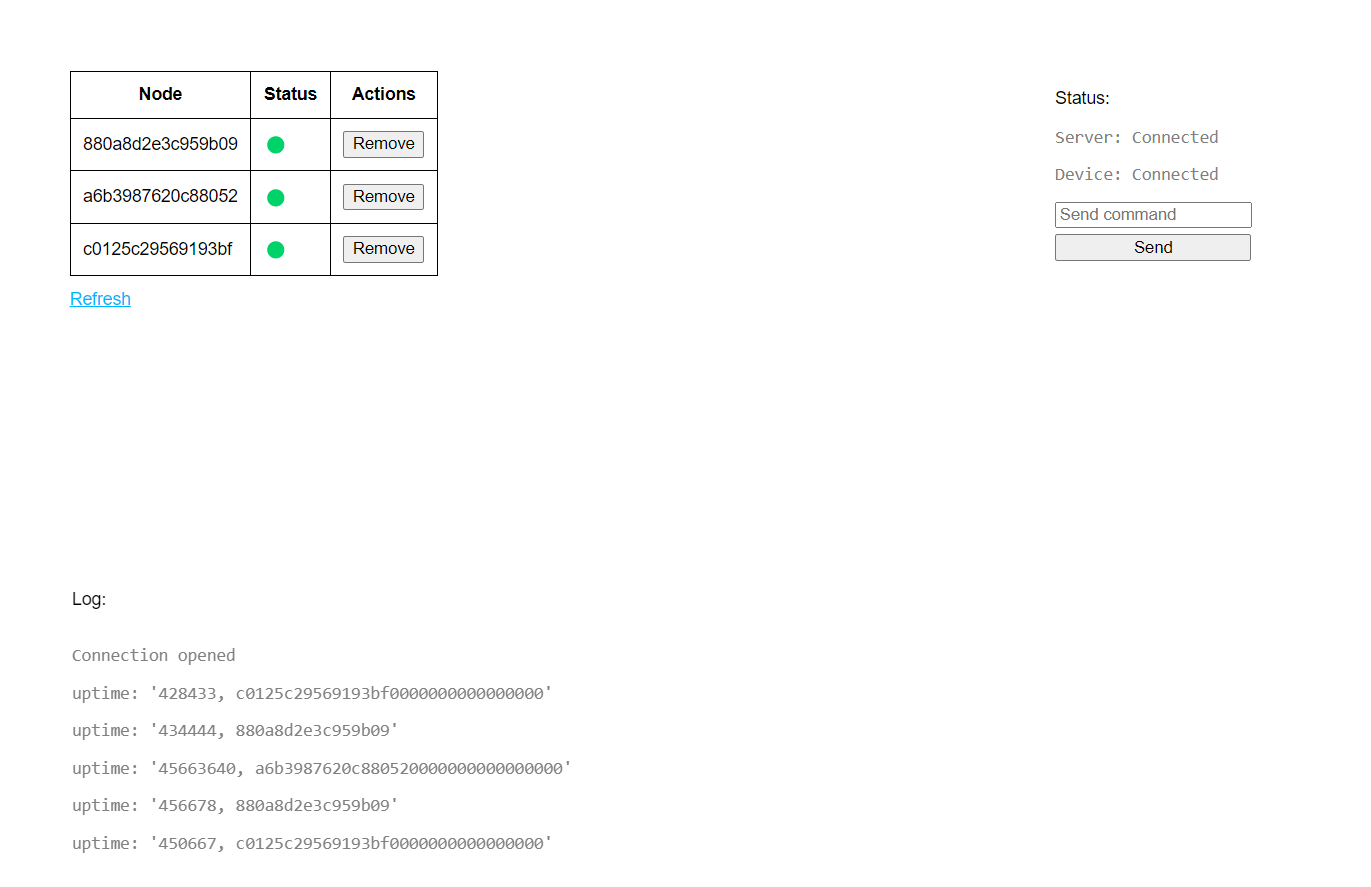 Node Status Actions
880a8d2e3c959b09 Remove
a6b3987620c88052 Remove
c0125c29569193bf Remove
Refresh
Status:
Server: Connected
Device: Connected
Send command
Send
Log:
Connection opened
uptime: '428433, c0125c29569193bf0000000000000000'
uptime: '434444, 880a8d2e3c959b09'
uptime: '45663640, a6b3987620c880520000000000000000'
uptime: '456678, 880a8d2e3c959b09'
uptime: '450667, c0125c29569193bf0000000000000000'